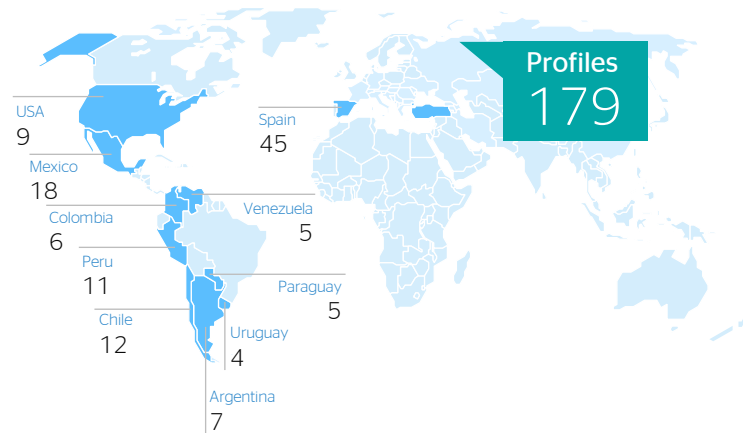 Profiles
179
USA
9
Spain
45
Mexico
18
Venezuela
5
Colombia
6
Peru
11
Paraguay
5
Chile
12
Uruguay
4
Argentina
7